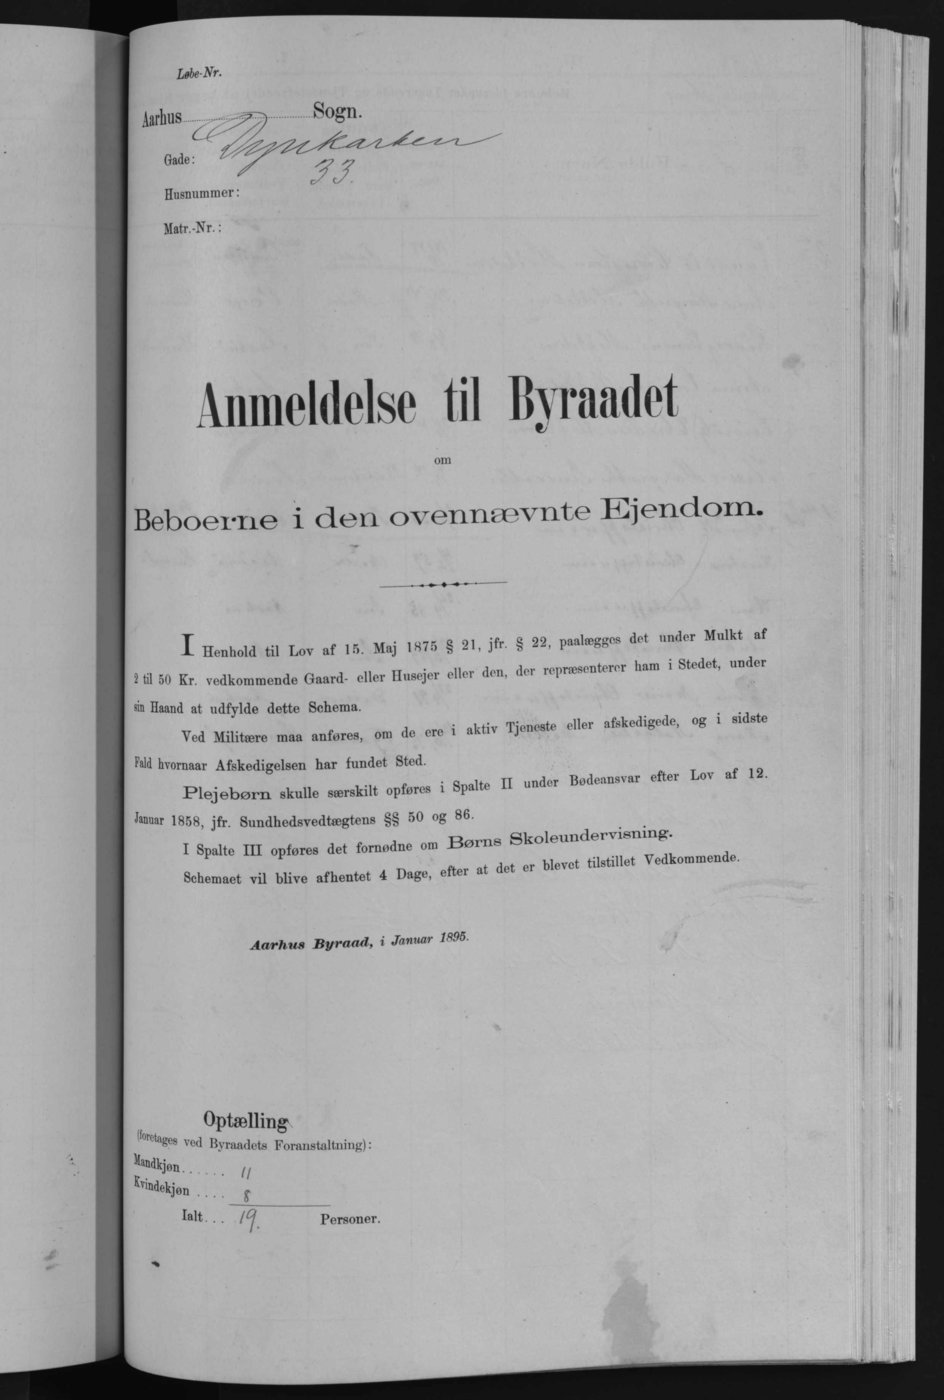 Løbe-Nr.
Aarhus Sogn.
Gade: Dynkarken
Husnummer: 33.
Matr.-Nr.:
Anmeldelse til Byraadet
om
Beboerne i den ovennævnte Ejendom.
I Henhold til Lov af 15. Maj 1875 § 21, jfr. § 22, paalægges det under Mulkt af
2 til 50 Kr. vedkommende Gaard- eller Husejer eller den, der repræsenterer ham i Stedet, under
sin Haand at udfylde dette Schema.
Ved Militære maa anføres, om de ere i aktiv Tjeneste eller afskedigede, og i sidste
Fald hvornaar Afskedigelsen har fundet Sted.
Plejebørn skulle særskilt opføres i Spalte II under Bødeansvar efter Lov af 12.
Januar 1858, jfr. Sundhedsvedtægtens §§ 50 og 86.
I Spalte III opføres det fornødne om Børns Skoleundervisning.
Schemaet vil blive afhentet 4 Dage, efter at det er blevet tilstillet Vedkommende.
Aarhus Byraad, i Januar 1895.
Optælling
(foretages ved Byraadets Foranstaltning):
Mandkjøn...... 11
Kvindekjøn .... 8
Ialt... 19. Personer.